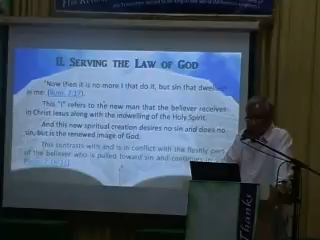 II. SERVING THE LAW OF GOD
"Now then it is no more I that do it, but sin that dwelleth
in me. (Rom. 7:17).
This "I" refers to the new man that the believer receives
in Christ Jesus along with the indwelling of the Holy Spirit.
And this new spiritual creation desires no sin and does no
sin, but is the renewed image of God.
This contrasts with and is in conflict with the fleshly part
of the believer who is pulled toward sin and continues
Thanks